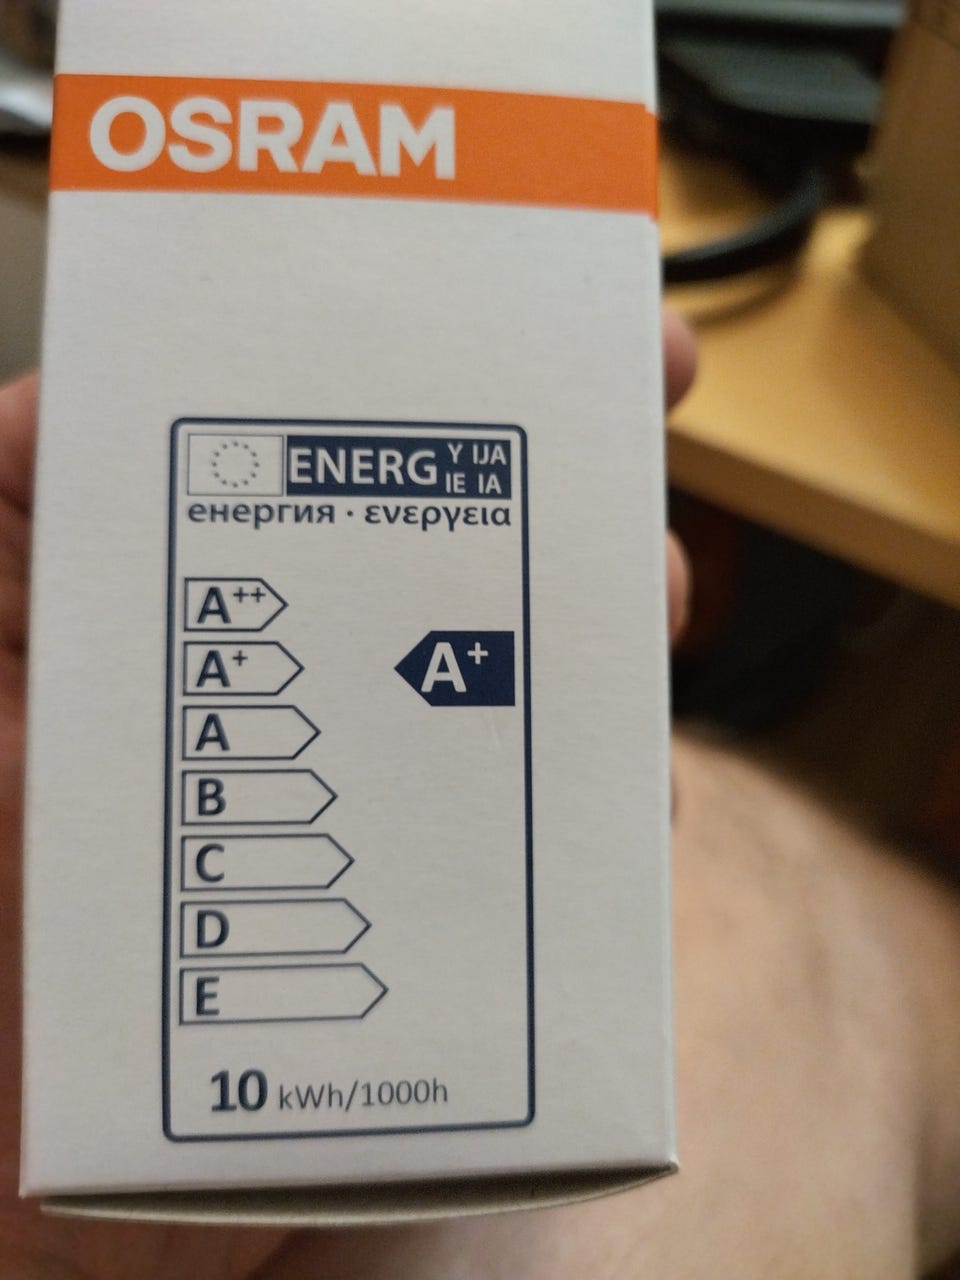 OSRAM
ENERG Y IJA
IE IA
енергия · ενεργεια
A++
A+
A+
A
B
C
D
E
10 kWh/1000h